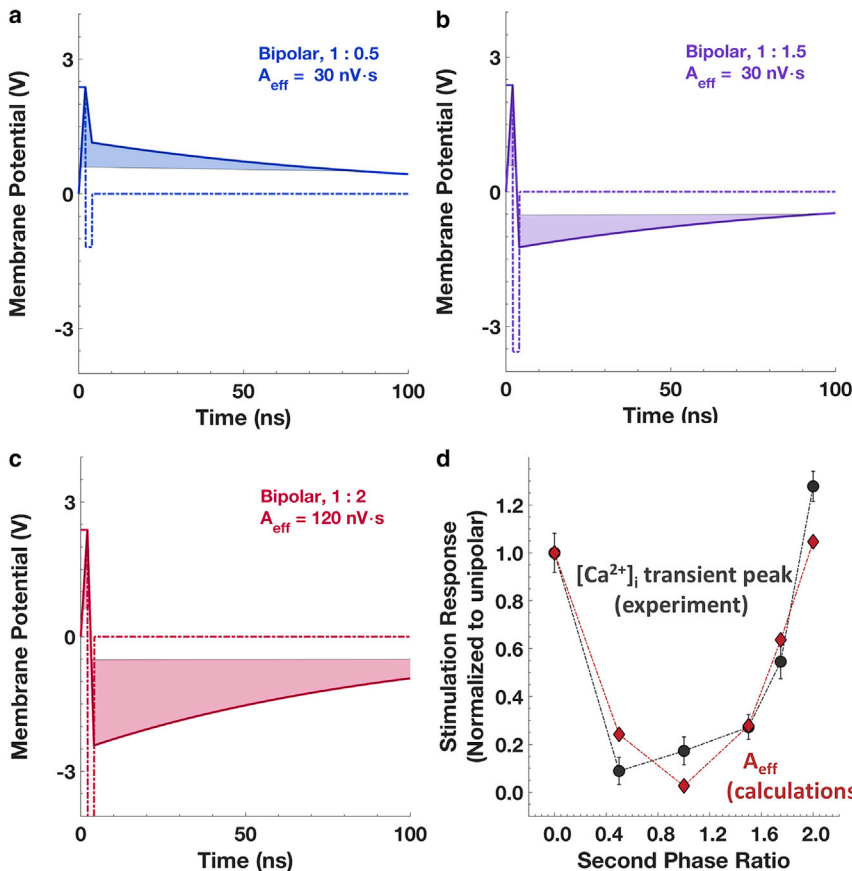 a
Bipolar, 1 : 0.5
A_eff = 30 nV·s
Membrane Potential (V)
3
0
-3
0
50
100
Time (ns)
b
Bipolar, 1 : 1.5
A_eff = 30 nV·s
Membrane Potential (V)
3
0
-3
0
50
100
Time (ns)
c
Bipolar, 1 : 2
A_eff = 120 nV·s
Membrane Potential (V)
3
0
-3
0
50
100
Time (ns)
d
[Ca²⁺]ᵢ transient peak
(experiment)
A_eff
(calculations
Stimulation Response
(Normalized to unipolar)
1.2
1.0
0.8
0.6
0.4
0.2
0.0
0.0
0.4
0.8
1.2
1.6
2.0
Second Phase Ratio